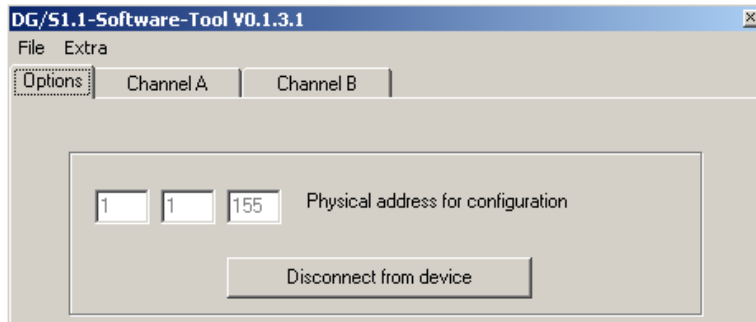 DG/S1.1-Software-Tool V0.1.3.1
File Extra
Options Channel A Channel B
1 1 155 Physical address for configuration
Disconnect from device